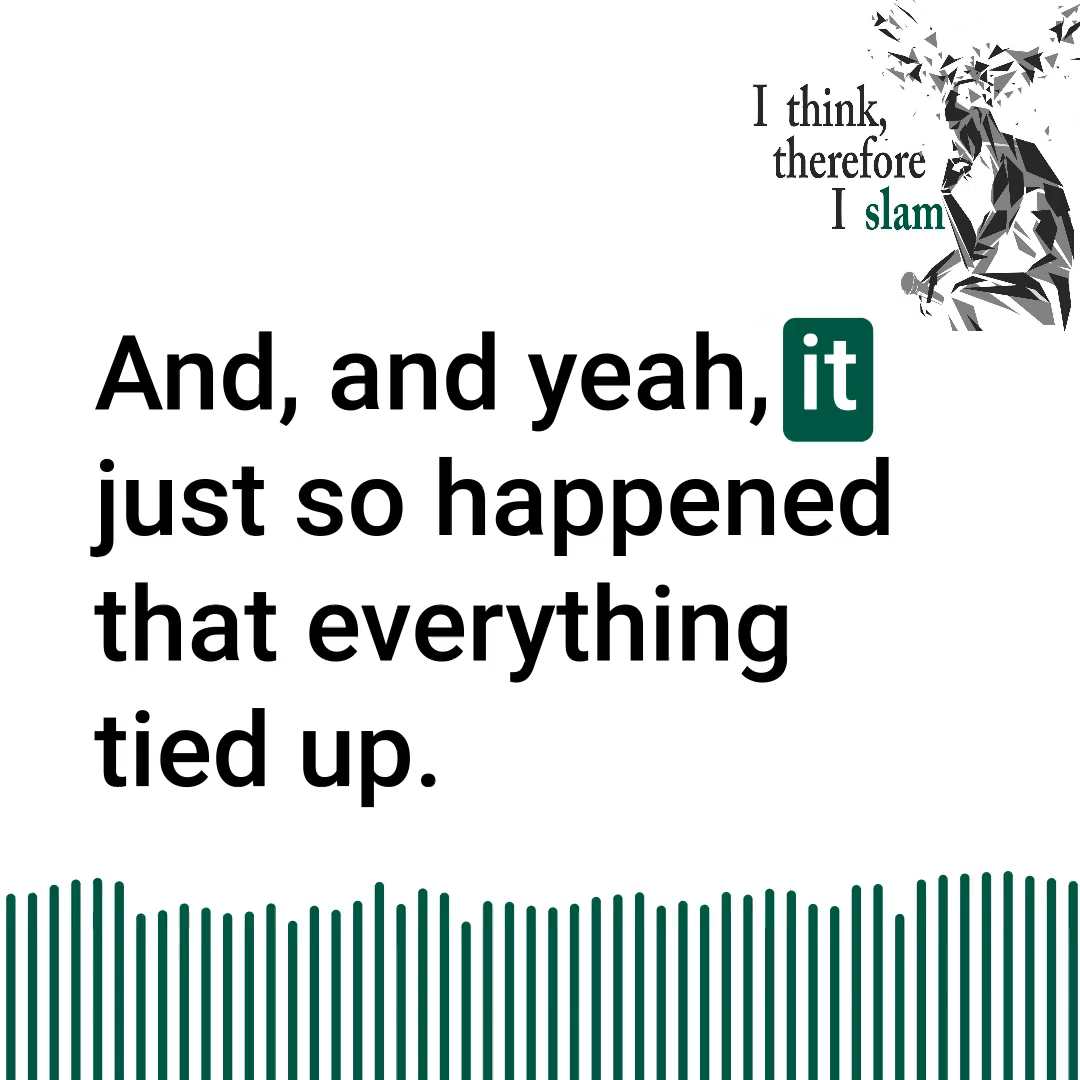 I think,
therefore
I slam
And, and yeah, it
just so happened
that everything
tied up.